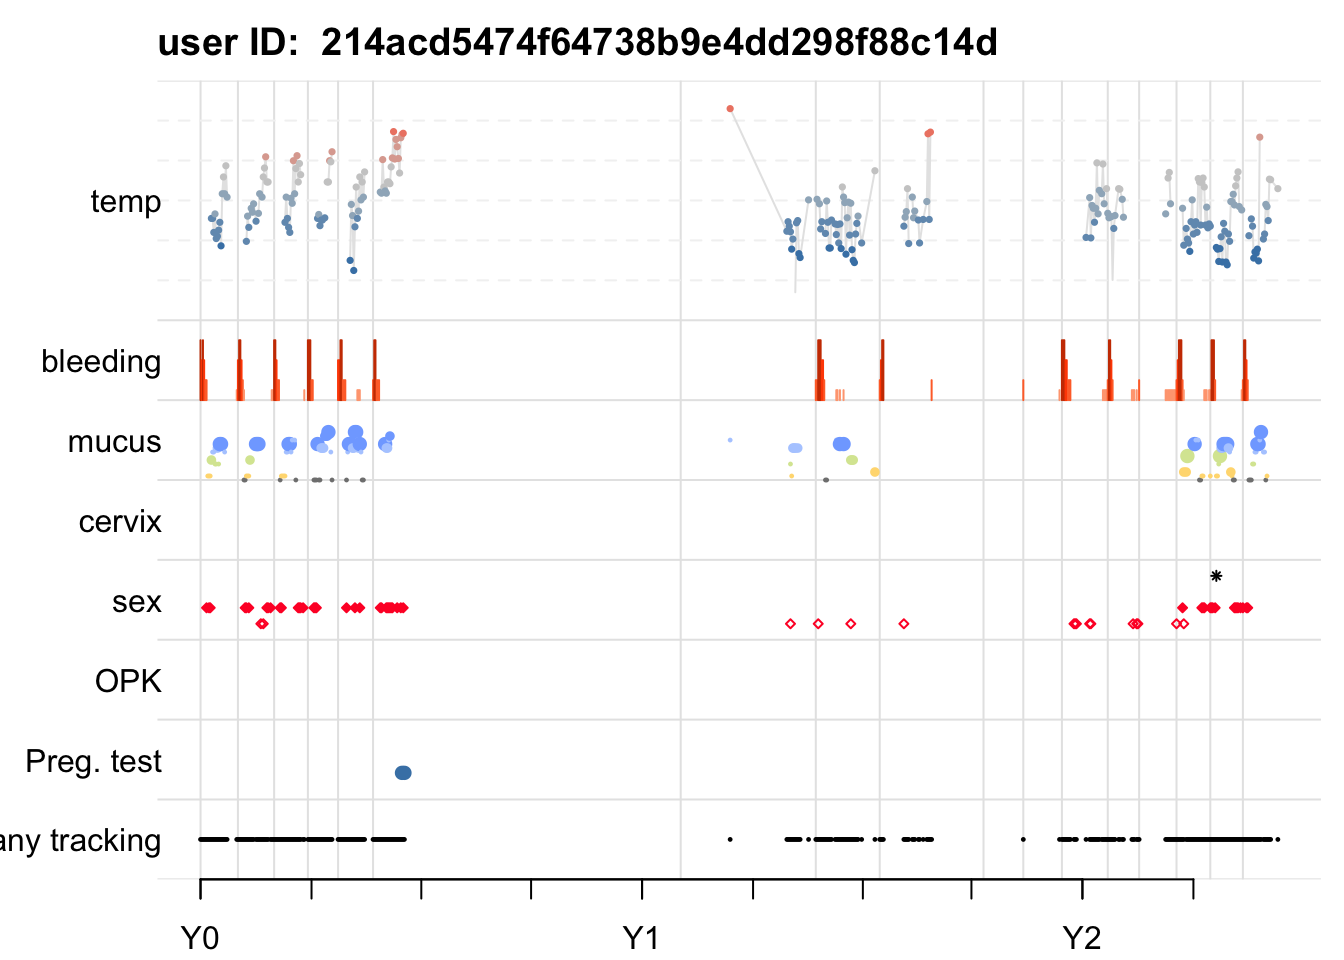 user ID:  214acd5474f64738b9e4dd298f88c14d
temp
bleeding
mucus
cervix
sex
OPK
Preg. test
any tracking
Y0 Y1 Y2